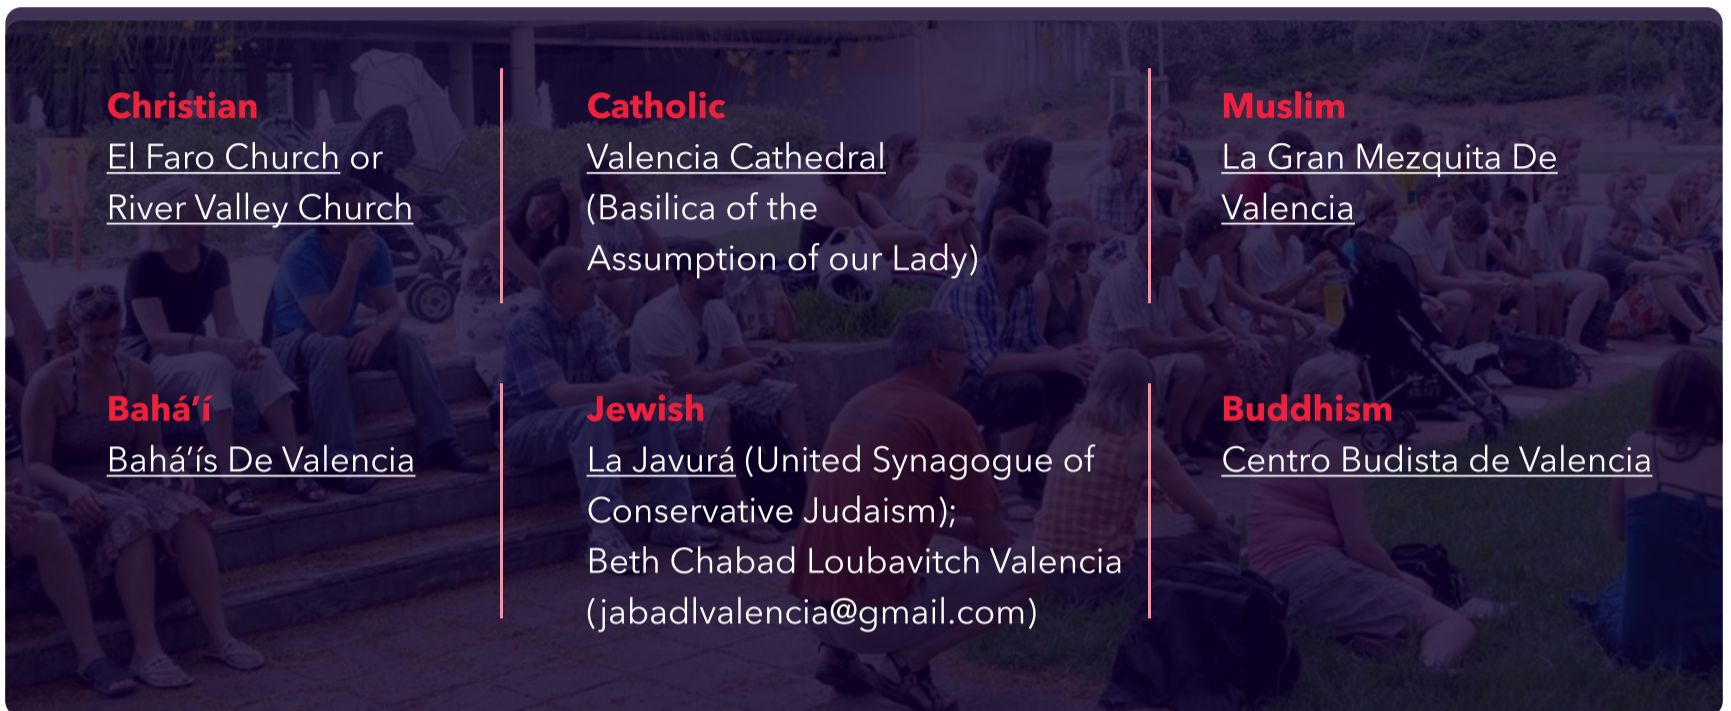 Christian
El Faro Church or
River Valley Church
Catholic
Valencia Cathedral
(Basilica of the
Assumption of our Lady)
Muslim
La Gran Mezquita De
Valencia
Bahá’í
Bahá’ís De Valencia
Jewish
La Javurá (United Synagogue of
Conservative Judaism);
Beth Chabad Loubavitch Valencia
(jabadlvalencia@gmail.com)
Buddhism
Centro Budista de Valencia